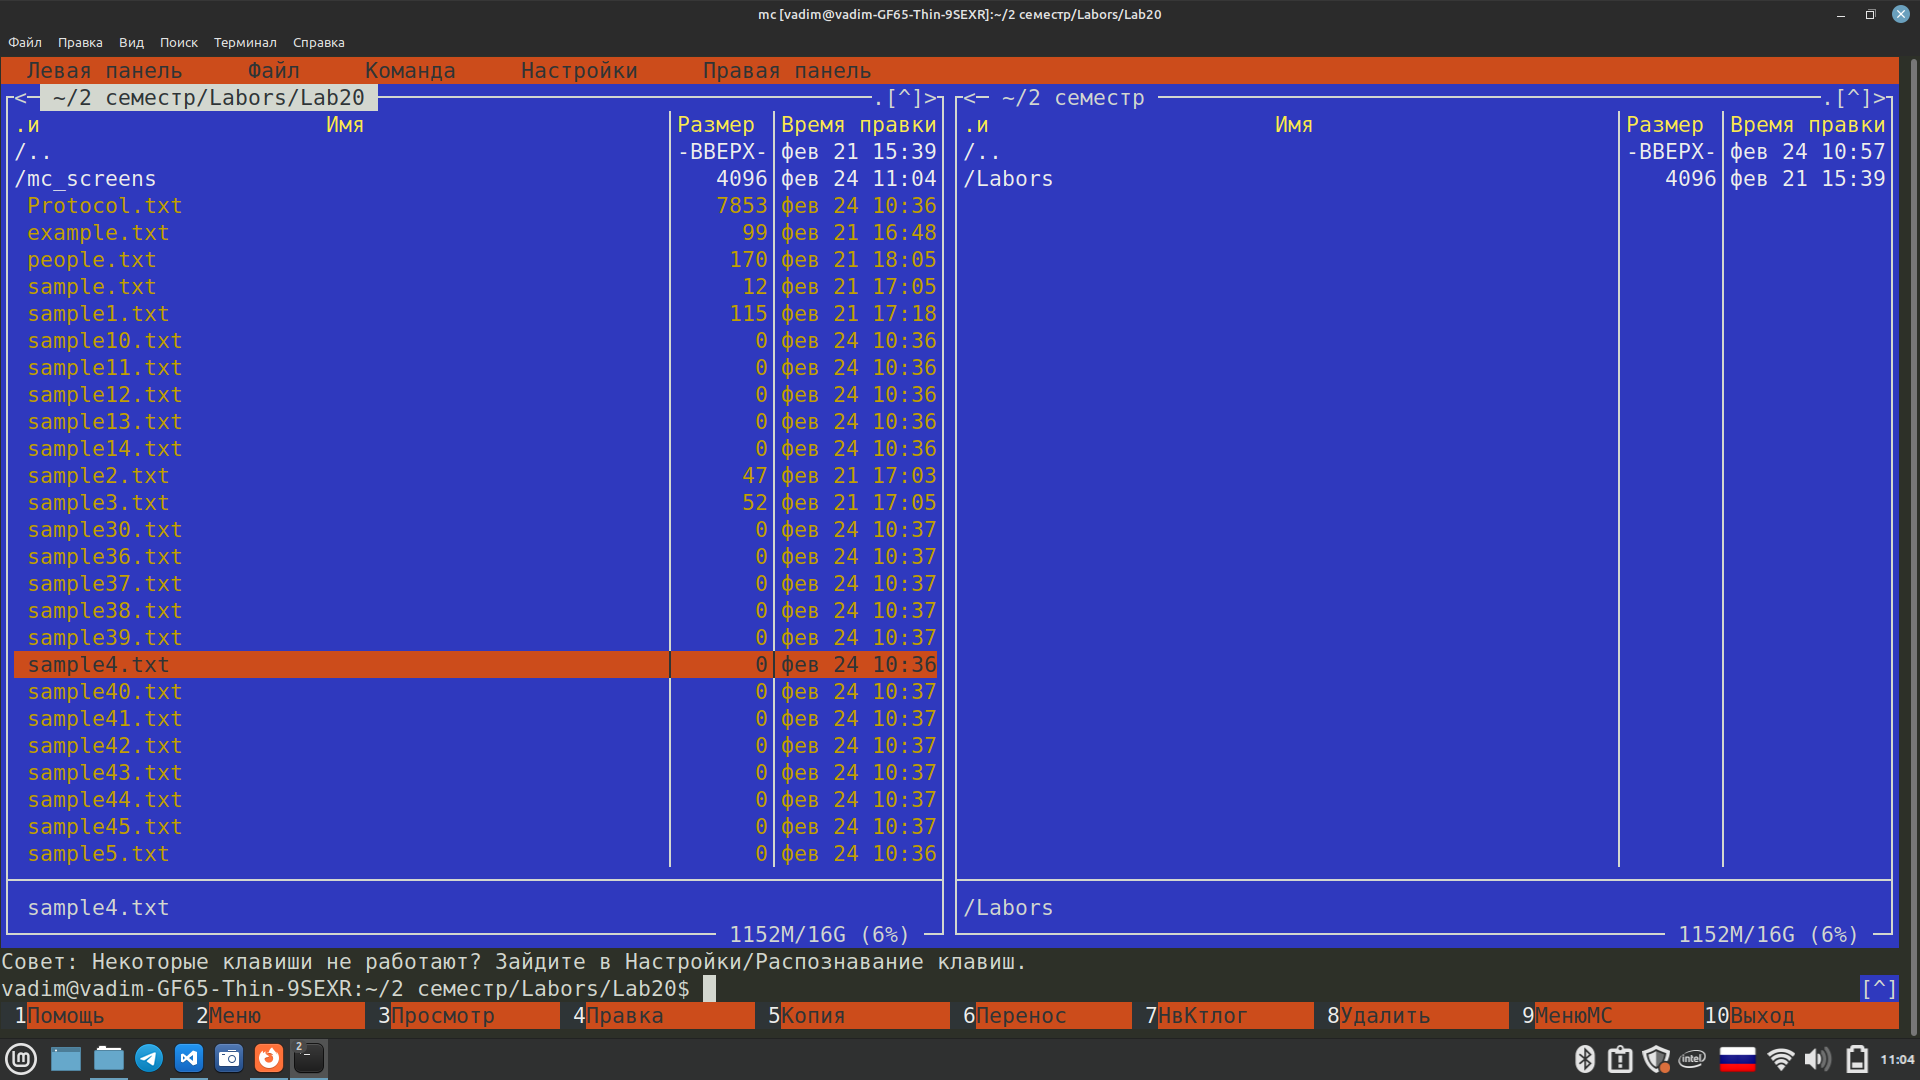 mc [vadim@vadim-GF65-Thin-9SEXR]:~/2 семестр/Labors/Lab20
Файл Правка Вид Поиск Терминал Справка
Левая панель Файл Команда Настройки Правая панель
<─ ~/2 семестр/Labors/Lab20 .[^]> <─ ~/2 семестр .[^]>
.и Имя Размер Время правки .и Имя Размер Время правки
/.. -ВВЕРХ- фев 21 15:39 /.. -ВВЕРХ- фев 24 10:57
/mc_screens 4096 фев 24 11:04 /Labors 4096 фев 21 15:39
Protocol.txt 7853 фев 24 10:36
example.txt 99 фев 21 16:48
people.txt 170 фев 21 18:05
sample.txt 12 фев 21 17:05
sample1.txt 115 фев 21 17:18
sample10.txt 0 фев 24 10:36
sample11.txt 0 фев 24 10:36
sample12.txt 0 фев 24 10:36
sample13.txt 0 фев 24 10:36
sample14.txt 0 фев 24 10:36
sample2.txt 47 фев 21 17:03
sample3.txt 52 фев 21 17:05
sample30.txt 0 фев 24 10:37
sample36.txt 0 фев 24 10:37
sample37.txt 0 фев 24 10:37
sample38.txt 0 фев 24 10:37
sample39.txt 0 фев 24 10:37
sample4.txt 0 фев 24 10:36
sample40.txt 0 фев 24 10:37
sample41.txt 0 фев 24 10:37
sample42.txt 0 фев 24 10:37
sample43.txt 0 фев 24 10:37
sample44.txt 0 фев 24 10:37
sample45.txt 0 фев 24 10:37
sample5.txt 0 фев 24 10:36
sample4.txt /Labors
1152M/16G (6%) 1152M/16G (6%)
Совет: Некоторые клавиши не работают? Зайдите в Настройки/Распознавание клавиш.
vadim@vadim-GF65-Thin-9SEXR:~/2 семестр/Labors/Lab20$ [^]
1Помощь 2Меню 3Просмотр 4Правка 5Копия 6Перенос 7НвКтлог 8Удалить 9МенюМС 10Выход
2 intel 11:04